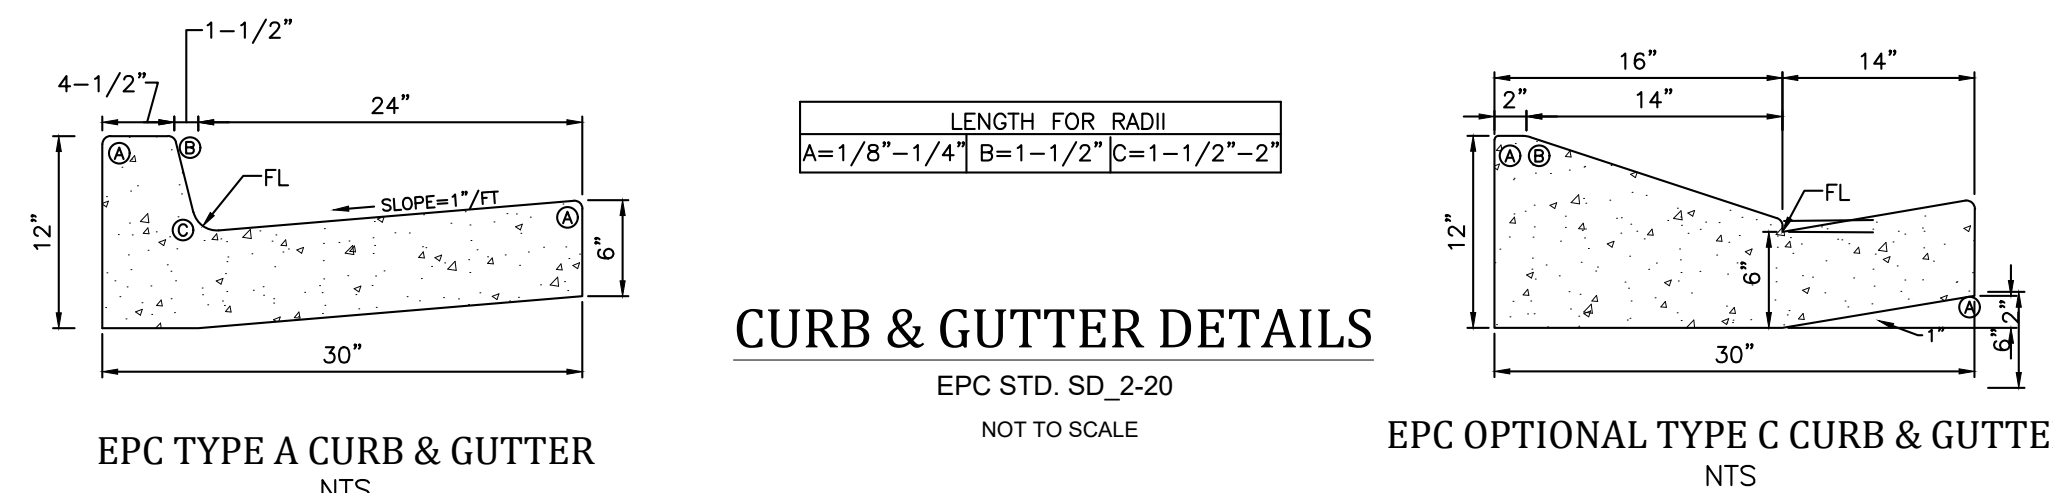 1-1/2"
4-1/2"
24"
A
B
FL
SLOPE=1"/FT
A
C
12"
6"
30"
EPC TYPE A CURB & GUTTER
NTS
LENGTH FOR RADII
A=1/8"-1/4" B=1-1/2" C=1-1/2"-2"
CURB & GUTTER DETAILS
EPC STD. SD_2-20
NOT TO SCALE
16" 14"
2" 14"
A B
FL
12"
6"
A
2"
1"
6"
30"
EPC OPTIONAL TYPE C CURB & GUTTE
NTS